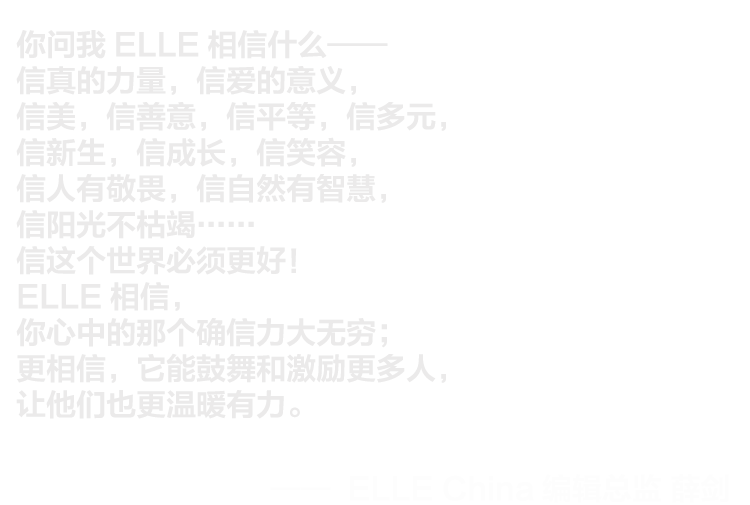 你问我 ELLE 相信什么——
信真的力量，信爱的意义，
信美，信善意，信平等，信多元，
信新生，信成长，信笑容，
信人有敬畏，信自然有智慧，
信阳光不枯竭……
信这个世界必须更好！
ELLE 相信，
你心中的那个确信力大无穷；
更相信，它能鼓舞和激励更多人，
让他们也更温暖有力。
ELLE China